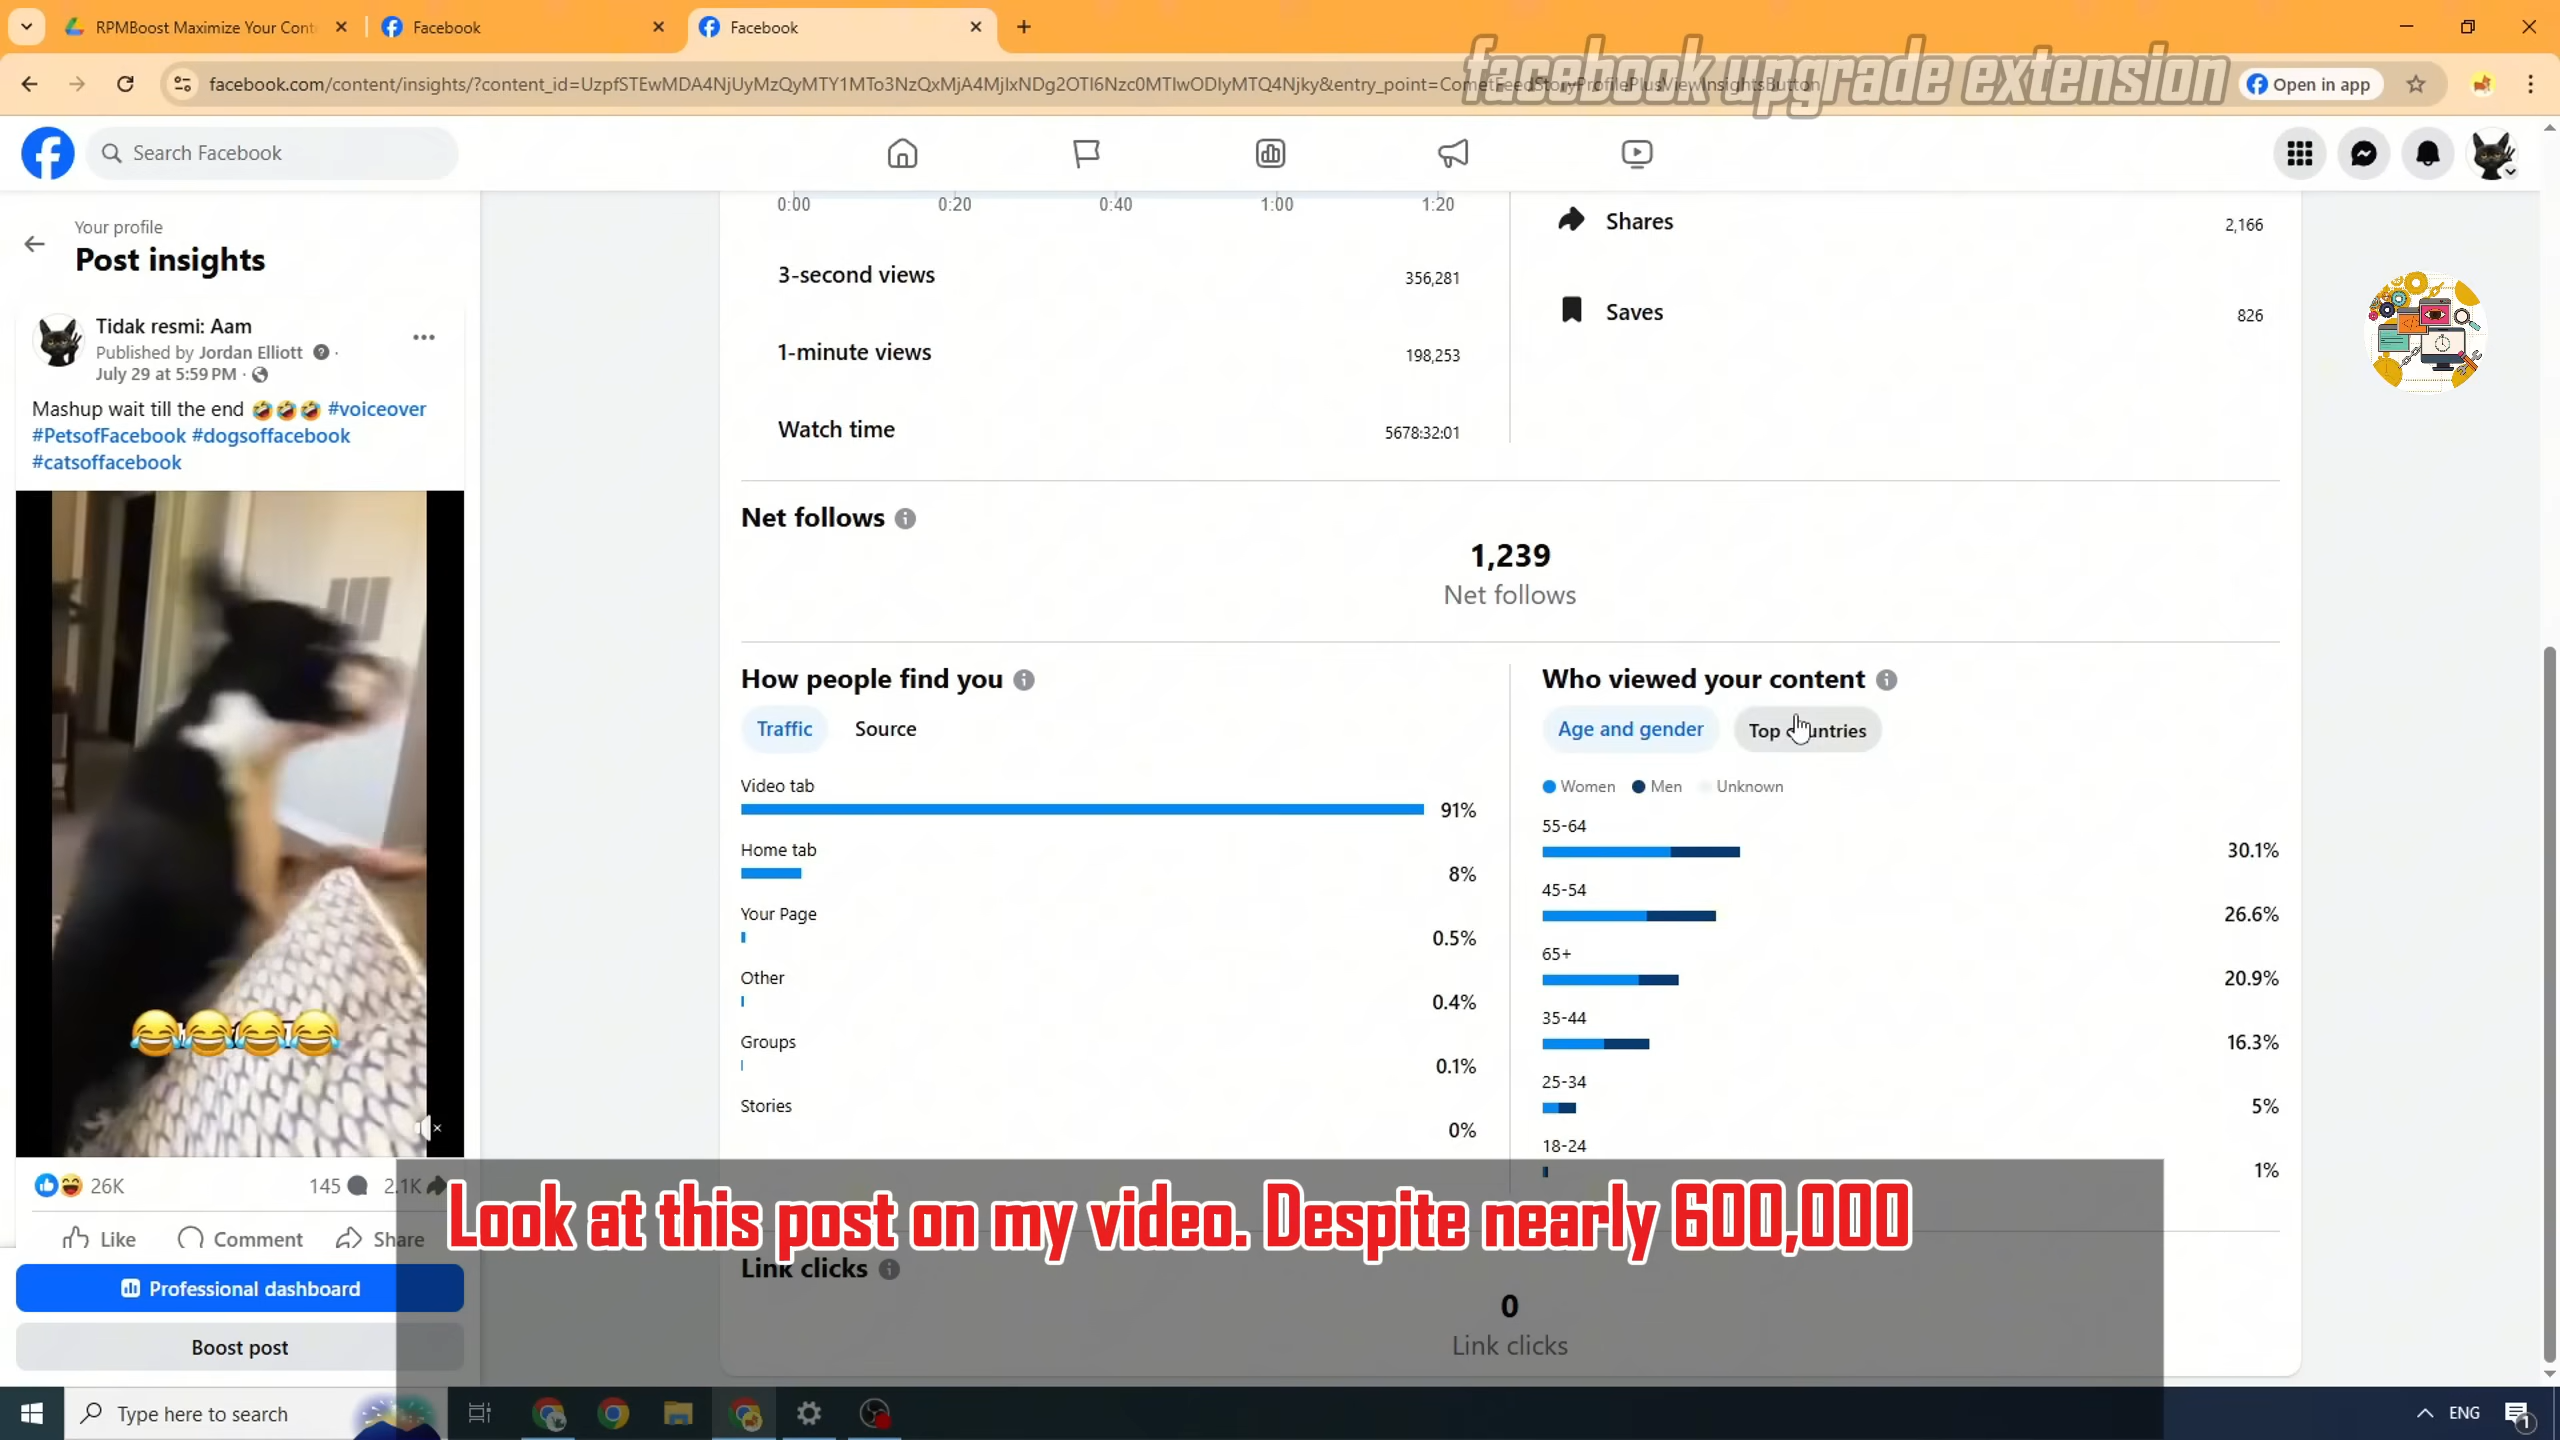 RPMBoost Maximize Your Cont
Facebook
Facebook
facebook.com/content/insights/?content_id=UzpfSTEwMDA4NjUyMzQyMTY1MTo3NzQxMjA4MjIxNDg2OTI6Nzc0MTIwODIyMTQ4Njky&entry_point=CometFeedStoryProfilePlusViewInsightsButton
facebook upgrade extension
Open in app
Search Facebook
Your profile
Post insights
Tidak resmi: Aam
Published by Jordan Elliott
July 29 at 5:59 PM
Mashup wait till the end 🤣🤣🤣 #voiceover
#PetsofFacebook #dogsoffacebook
#catsoffacebook
26K 145 2.1K
Like Comment Share
Professional dashboard
Boost post
0:00 0:20 0:40 1:00 1:20
3-second views 356,281
1-minute views 198,253
Watch time 5678:32:01
Shares 2,166
Saves 826
Net follows
1,239
Net follows
How people find you
Traffic Source
Video tab
91%
Home tab
8%
Your Page
0.5%
Other
0.4%
Groups
0.1%
Stories
0%
Who viewed your content
Age and gender Top countries
Women Men Unknown
55-64
30.1%
45-54
26.6%
65+
20.9%
35-44
16.3%
25-34
5%
18-24
1%
Look at this post on my video. Despite nearly 600,000
Link clicks
0
Link clicks
Type here to search
ENG
1